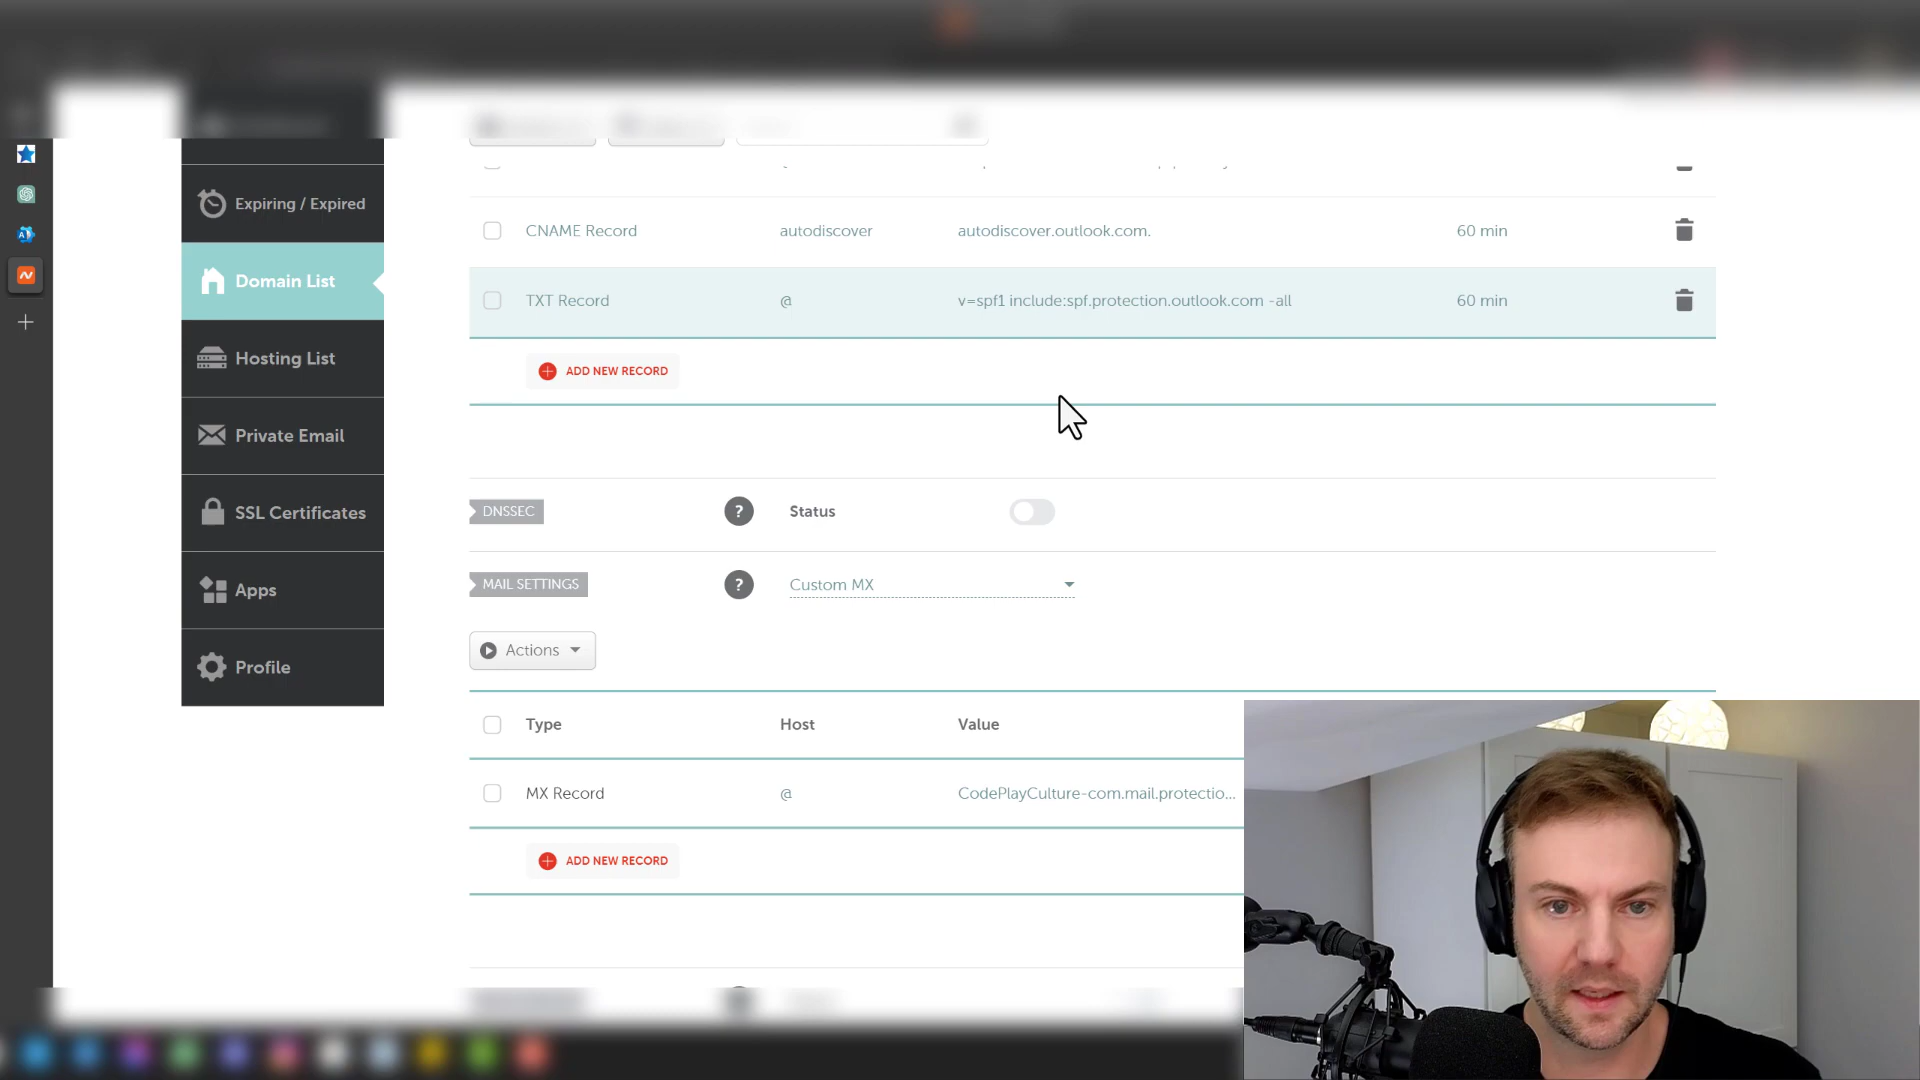 Expiring / Expired
CNAME Record autodiscover autodiscover.outlook.com. 60 min
Domain List
TXT Record @ v=spf1 include:spf.protection.outlook.com -all 60 min
Hosting List
ADD NEW RECORD
Private Email
SSL Certificates
DNSSEC ? Status
MAIL SETTINGS ? Custom MX
Apps
Actions
Profile
Type Host Value
MX Record @ CodePlayCulture-com.mail.protectio...
ADD NEW RECORD